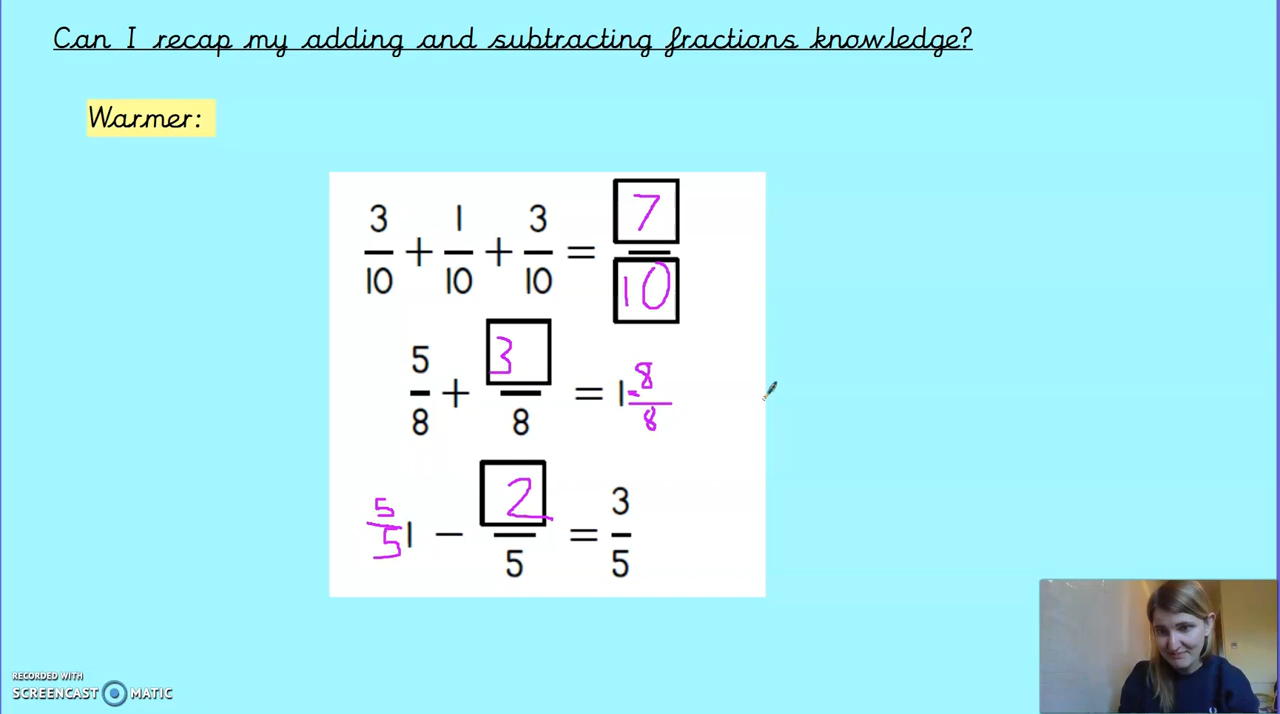 Can I recap my adding and subtracting fractions knowledge?
Warmer:
3/10 + 1/10 + 3/10 = 7/10
5/8 + 3/8 = 1 8/8
5/5 1 - 2/5 = 3/5
RECORDED WITH
SCREENCAST MATIC